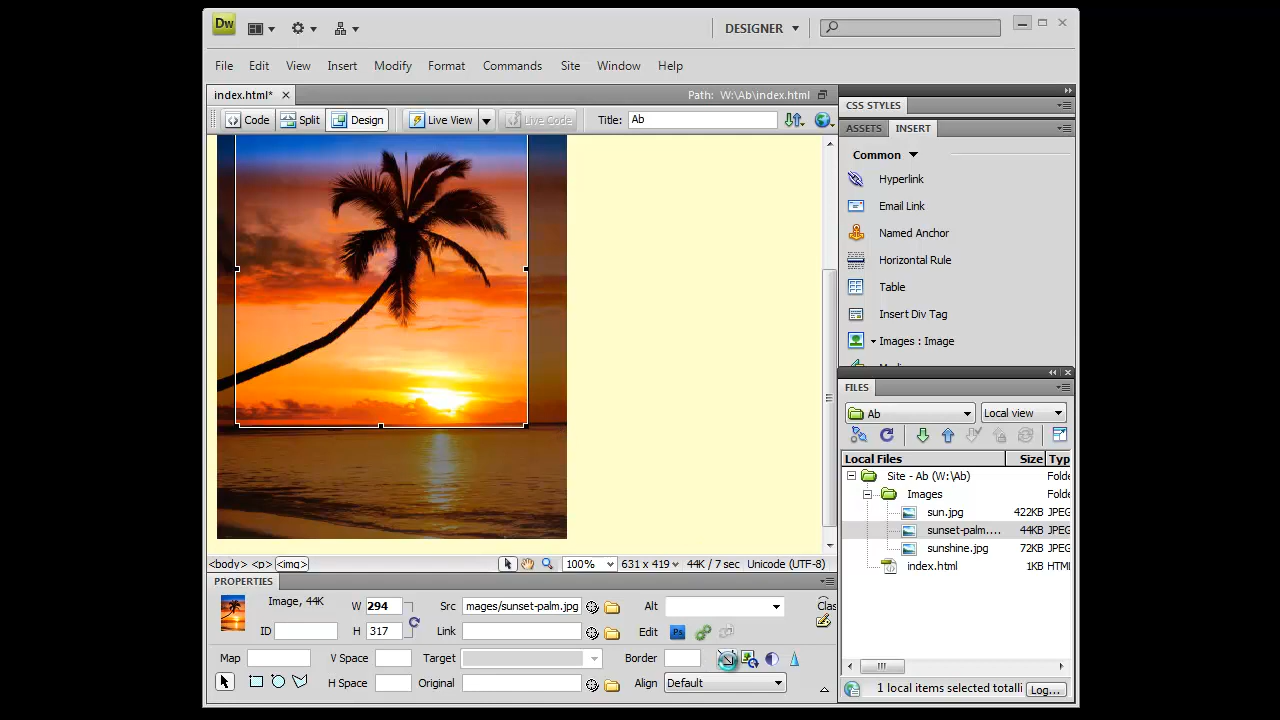 Dw
DESIGNER
File Edit View Insert Modify Format Commands Site Window Help
index.html* Path: W:\Ab\index.html
Code Split Design Live View Live Code Title: Ab
CSS STYLES
ASSETS INSERT
Common
Hyperlink
Email Link
Named Anchor
Horizontal Rule
Table
Insert Div Tag
Images : Image
FILES
Ab Local view
Local Files Size Typ
Site - Ab (W:\Ab) Folde
Images Folde
sun.jpg 422KB JPEG
sunset-palm.... 44KB JPEG
sunshine.jpg 72KB JPEG
index.html 1KB HTM
<body> <p> <img> 100% 631 x 419 44K / 7 sec Unicode (UTF-8)
PROPERTIES
Image, 44K W 294 Src mages/sunset-palm.jpg Alt Clas
ID H 317 Link Edit Ps
Map V Space Target Border
H Space Original Align Default
1 local items selected totalli Log...